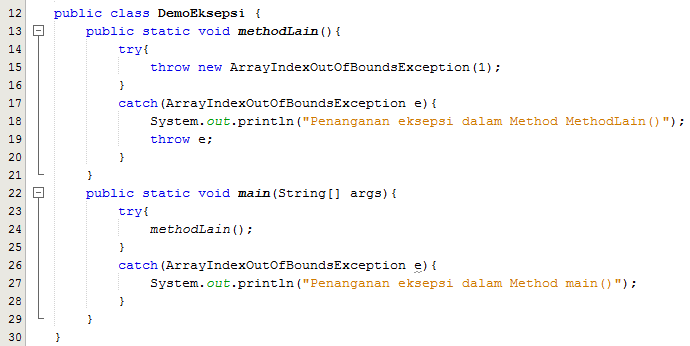 12 public class DemoEksepsi {
13     public static void methodLain(){
14         try{
15             throw new ArrayIndexOutOfBoundsException(1);
16         }
17         catch(ArrayIndexOutOfBoundsException e){
18             System.out.println("Penanganan eksepsi dalam Method MethodLain()");
19             throw e;
20         }
21     }
22     public static void main(String[] args){
23         try{
24             methodLain();
25         }
26         catch(ArrayIndexOutOfBoundsException e){
27             System.out.println("Penanganan eksepsi dalam Method main()");
28         }
29     }
30 }